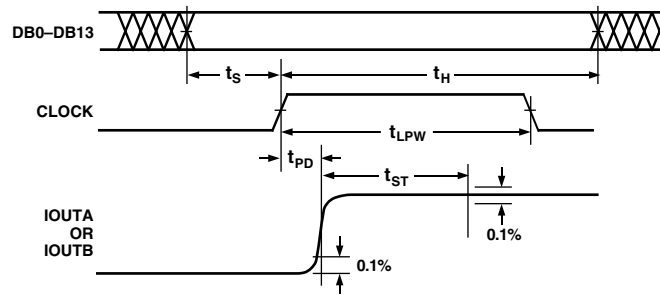 DB0–DB13
tS
tH
CLOCK
tLPW
tPD
tST
IOUTA
OR
IOUTB
0.1%
0.1%